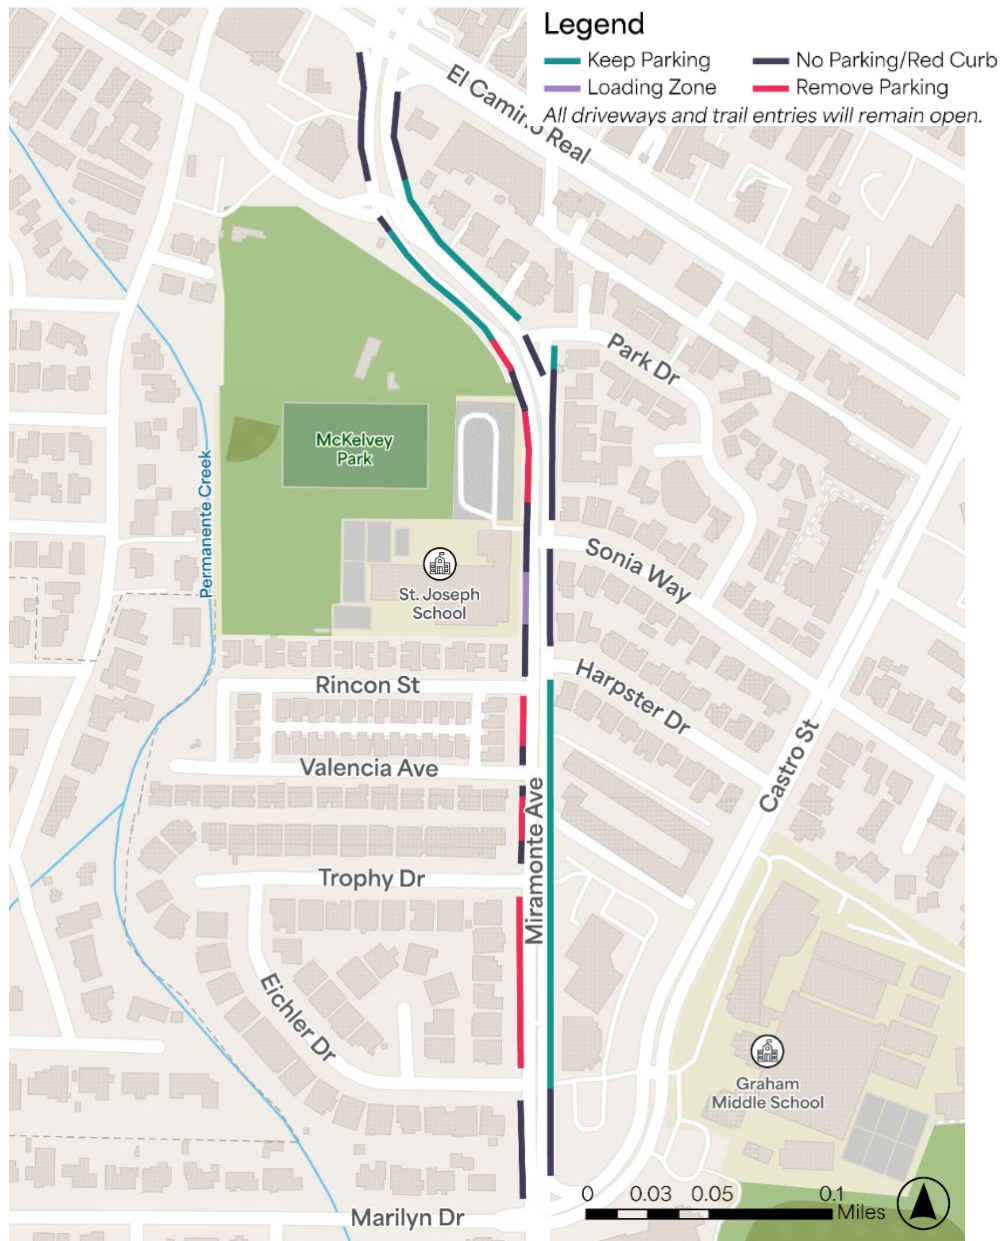 Legend
Keep Parking
No Parking/Red Curb
Loading Zone
Remove Parking
All driveways and trail entries will remain open.
El Camino Real
Park Dr
McKelvey
Park
Permanente Creek
Sonia Way
St. Joseph
School
Harpster Dr
Rincon St
Castro St
Valencia Ave
Miramonte Ave
Trophy Dr
Eichler Dr
Graham
Middle School
0 0.03 0.05 0.1
Miles
Marilyn Dr